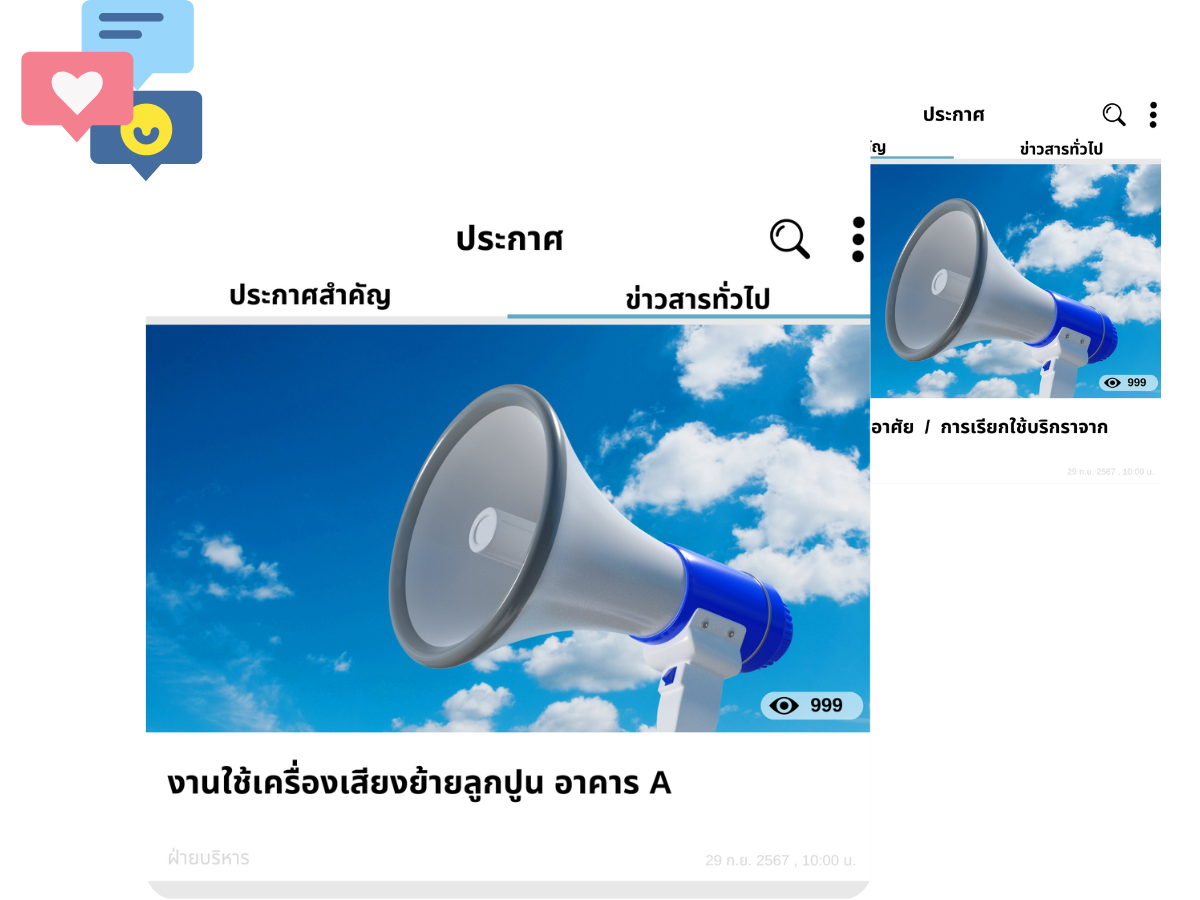 ประกาศ
ข่าวสารทั่วไป
999
อาศัย / การเรียกใช้บริกราจาก
29 ก.ย. 2567 , 10:00 น.
ประกาศ
ประกาศสำคัญ ข่าวสารทั่วไป
999
งานใช้เครื่องเสียงย้ายลูกปูน อาคาร A
ฝ่ายบริหาร 29 ก.ย. 2567 , 10:00 น.